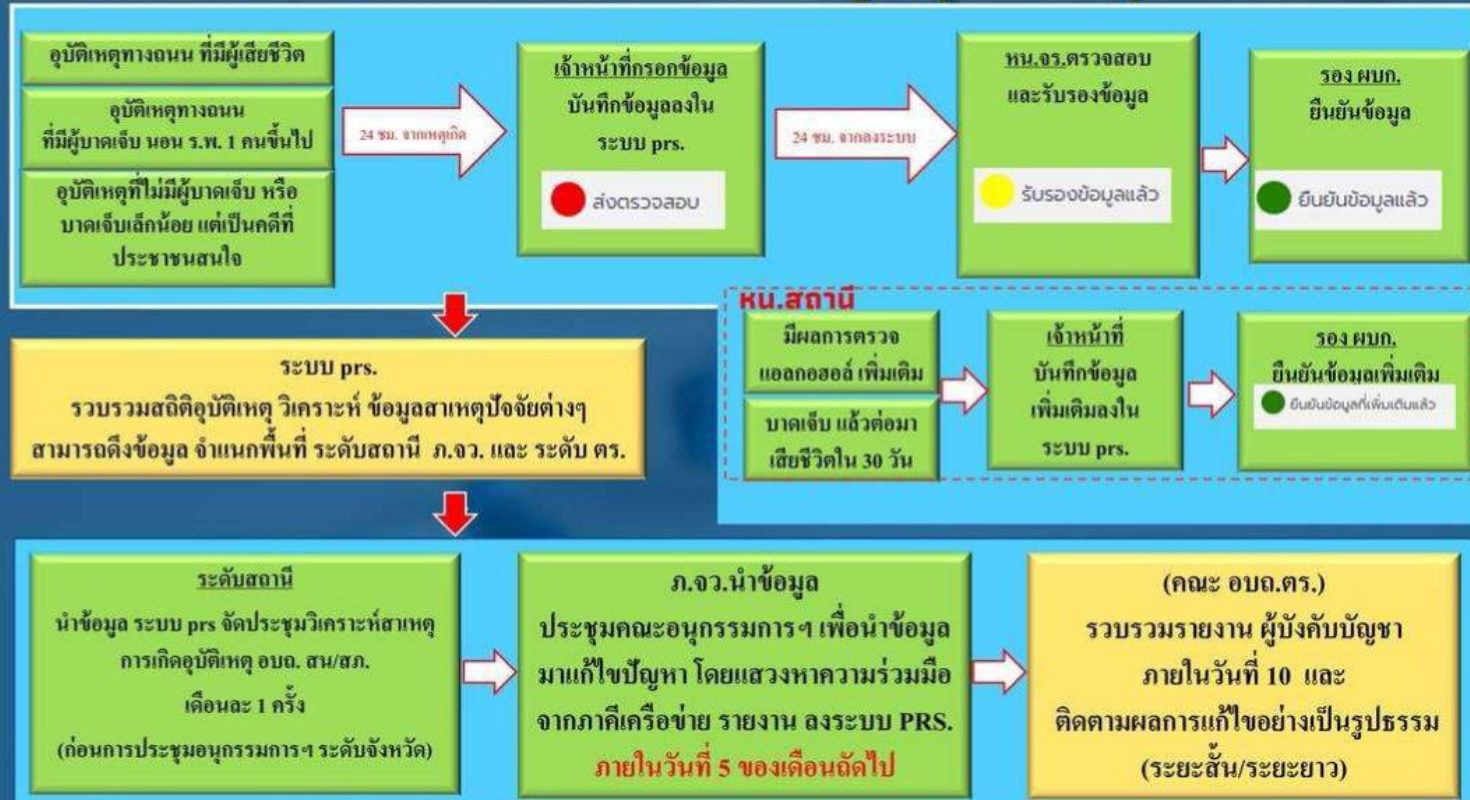 อุบัติเหตุทางถนน ที่มีผู้เสียชีวิต
อุบัติเหตุทางถนน
ที่มีผู้บาดเจ็บ นอน ร.พ. 1 คนขึ้นไป
อุบัติเหตุที่ไม่มีผู้บาดเจ็บ หรือ
บาดเจ็บเล็กน้อย แต่เป็นคดีที่
ประชาชนสนใจ
24 ชม. จากเหตุเกิด
เจ้าหน้าที่กรอกข้อมูล
บันทึกข้อมูลลงใน
ระบบ prs.
ส่งตรวจสอบ
24 ชม. จากลงระบบ
หน.จร.ตรวจสอบ
และรับรองข้อมูล
รับรองข้อมูลแล้ว
รอง ผบก.
ยืนยันข้อมูล
ยืนยันข้อมูลแล้ว
หน.สถานี
มีผลการตรวจ
แอลกอฮอล์ เพิ่มเติม
บาดเจ็บ แล้วต่อมา
เสียชีวิตใน 30 วัน
เจ้าหน้าที่
บันทึกข้อมูล
เพิ่มเติมลงใน
ระบบ prs.
รอง ผบก.
ยืนยันข้อมูลเพิ่มเติม
ยืนยันข้อมูลที่เพิ่มเติมแล้ว
ระบบ prs.
รวบรวมสถิติอุบัติเหตุ วิเคราะห์ ข้อมูลสาเหตุปัจจัยต่างๆ
สามารถดึงข้อมูล จำแนกพื้นที่ ระดับสถานี ภ.จว. และ ระดับ ตร.
ระดับสถานี
นำข้อมูล ระบบ prs จัดประชุมวิเคราะห์สาเหตุ
การเกิดอุบัติเหตุ อบถ. สน/สภ.
เดือนละ 1 ครั้ง
(ก่อนการประชุมอนุกรรมการฯ ระดับจังหวัด)
ภ.จว.นำข้อมูล
ประชุมคณะอนุกรรมการฯ เพื่อนำข้อมูล
มาแก้ไขปัญหา โดยแสวงหาความร่วมมือ
จากภาคีเครือข่าย รายงาน ลงระบบ PRS.
ภายในวันที่ 5 ของเดือนถัดไป
(คณะ อบถ.ตร.)
รวบรวมรายงาน ผู้บังคับบัญชา
ภายในวันที่ 10 และ
ติดตามผลการแก้ไขอย่างเป็นรูปธรรม
(ระยะสั้น/ระยะยาว)